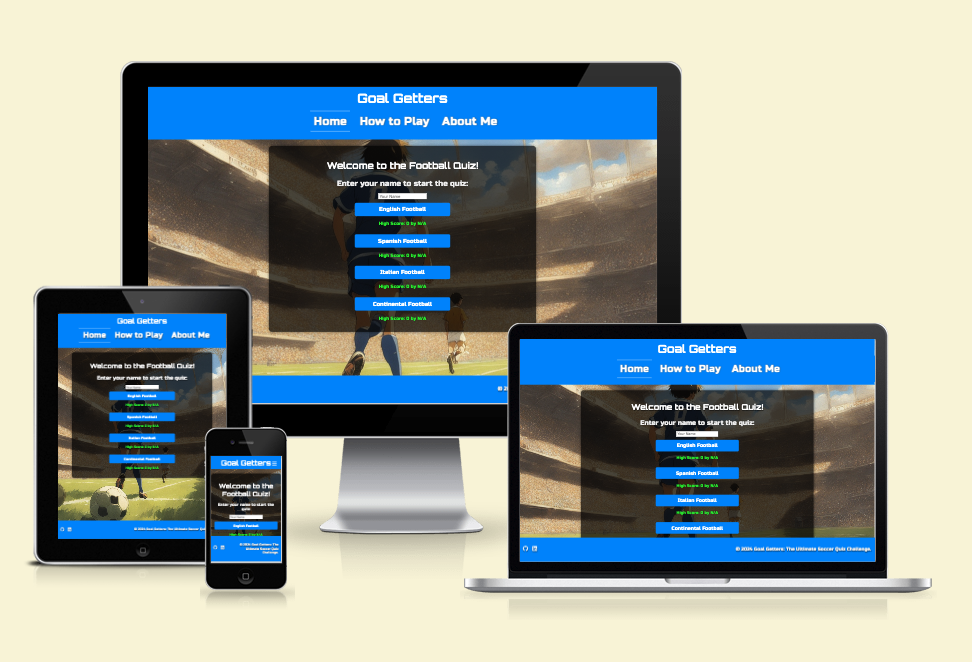 Goal Getters
Home How to Play About Me
Welcome to the Football Quiz!
Enter your name to start the quiz:
Your Name
English Football
High Score: 0 by N/A
Spanish Football
High Score: 0 by N/A
Italian Football
High Score: 0 by N/A
Continental Football
High Score: 0 by N/A
Goal Getters
Home How to Play About Me
Welcome to the Football Quiz!
Enter your name to start the quiz:
English Football
High Score: 0 by N/A
Spanish Football
High Score: 0 by N/A
Italian Football
High Score: 0 by N/A
Continental Football
High Score: 0 by N/A
© 2024 Goal Getters: The Ultimate Soccer Quiz
Goal Getters
Welcome to the
Football Quiz!
Enter your name to start the
quiz:
English Football
High Score: 0 by N/A
© 2024 Goal Getters: The
Ultimate Soccer Quiz
Challenge.
Goal Getters
Home How to Play About Me
Welcome to the Football Quiz!
Enter your name to start the quiz:
Your Name
English Football
High Score: 0 by N/A
Spanish Football
High Score: 0 by N/A
Italian Football
High Score: 0 by N/A
Continental Football
© 2024 Goal Getters: The Ultimate Soccer Quiz Challenge.